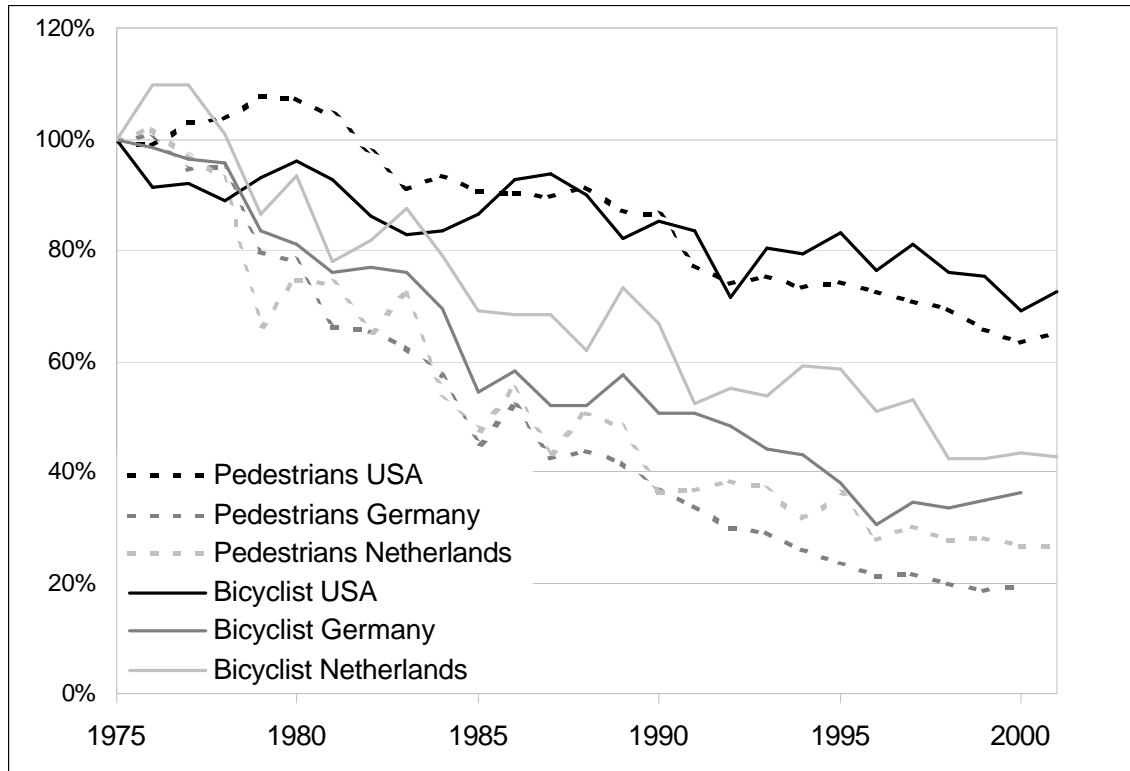 120%
100%
80%
60%
40%
20%
0%
Pedestrians USA
Pedestrians Germany
Pedestrians Netherlands
Bicyclist USA
Bicyclist Germany
Bicyclist Netherlands
1975 1980 1985 1990 1995 2000